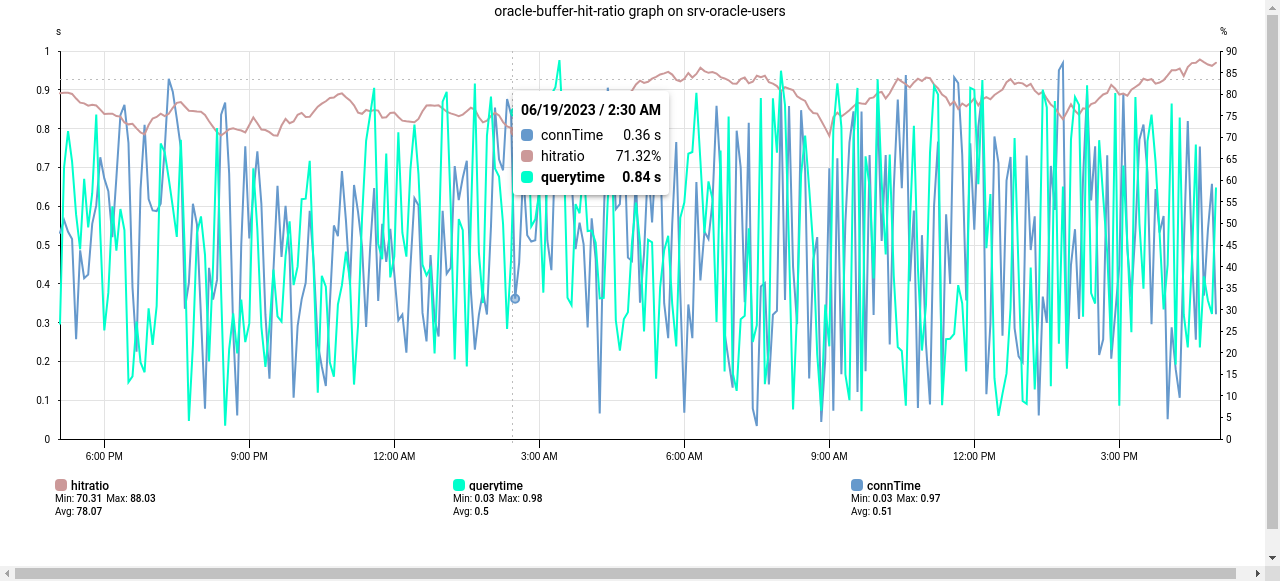 oracle-buffer-hit-ratio graph on srv-oracle-users
s
%
1
0.9
0.8
0.7
0.6
0.5
0.4
0.3
0.2
0.1
0
90
85
80
75
70
65
60
55
50
45
40
35
30
25
20
15
10
5
0
06/19/2023 / 2:30 AM
connTime 0.36 s
hitratio 71.32%
querytime 0.84 s
6:00 PM 9:00 PM 12:00 AM 3:00 AM 6:00 AM 9:00 AM 12:00 PM 3:00 PM
hitratio
Min: 70.31 Max: 88.03
Avg: 78.07
querytime
Min: 0.03 Max: 0.98
Avg: 0.5
connTime
Min: 0.03 Max: 0.97
Avg: 0.51